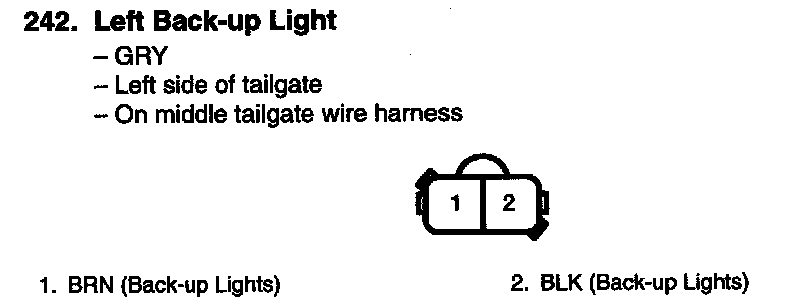 242. Left Back-up Light
– GRY
– Left side of tailgate
– On middle tailgate wire harness
1 2
1. BRN (Back-up Lights) 2. BLK (Back-up Lights)